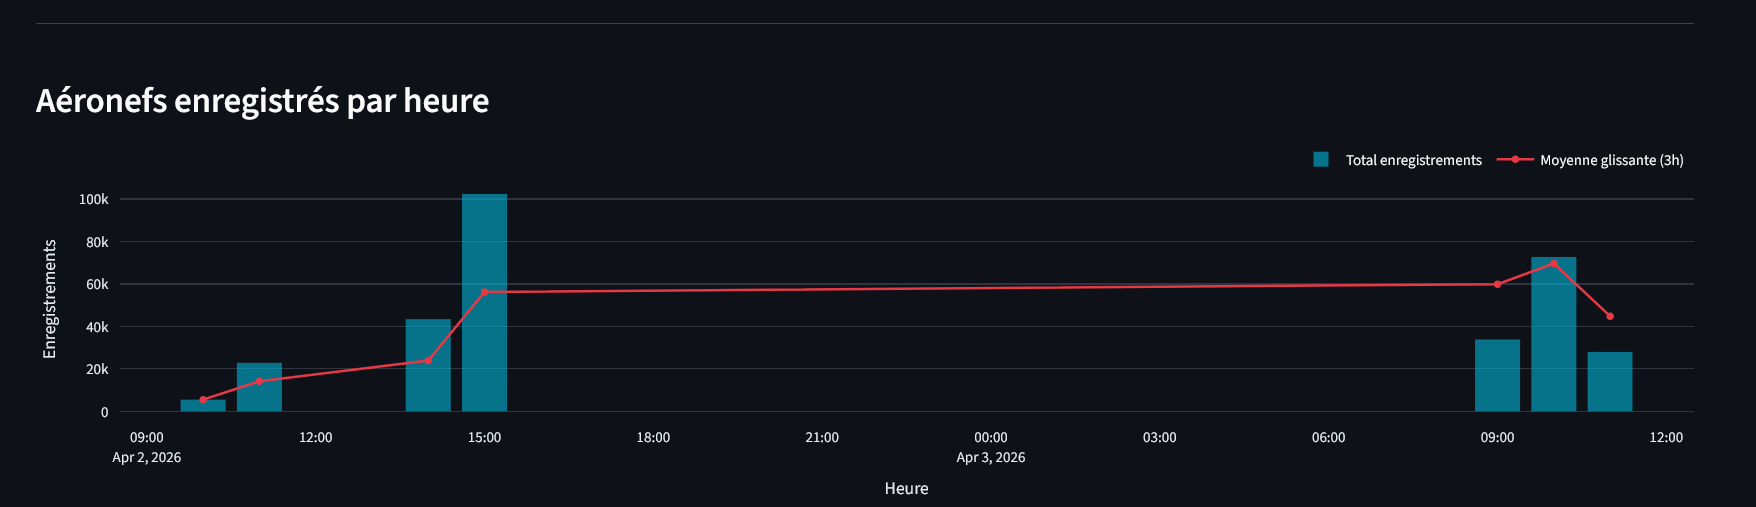 Aéronefs enregistrés par heure
Total enregistrements
Moyenne glissante (3h)
Enregistrements
100k
80k
60k
40k
20k
0
09:00
12:00
15:00
18:00
21:00
00:00
03:00
06:00
09:00
12:00
Apr 2, 2026
Apr 3, 2026
Heure